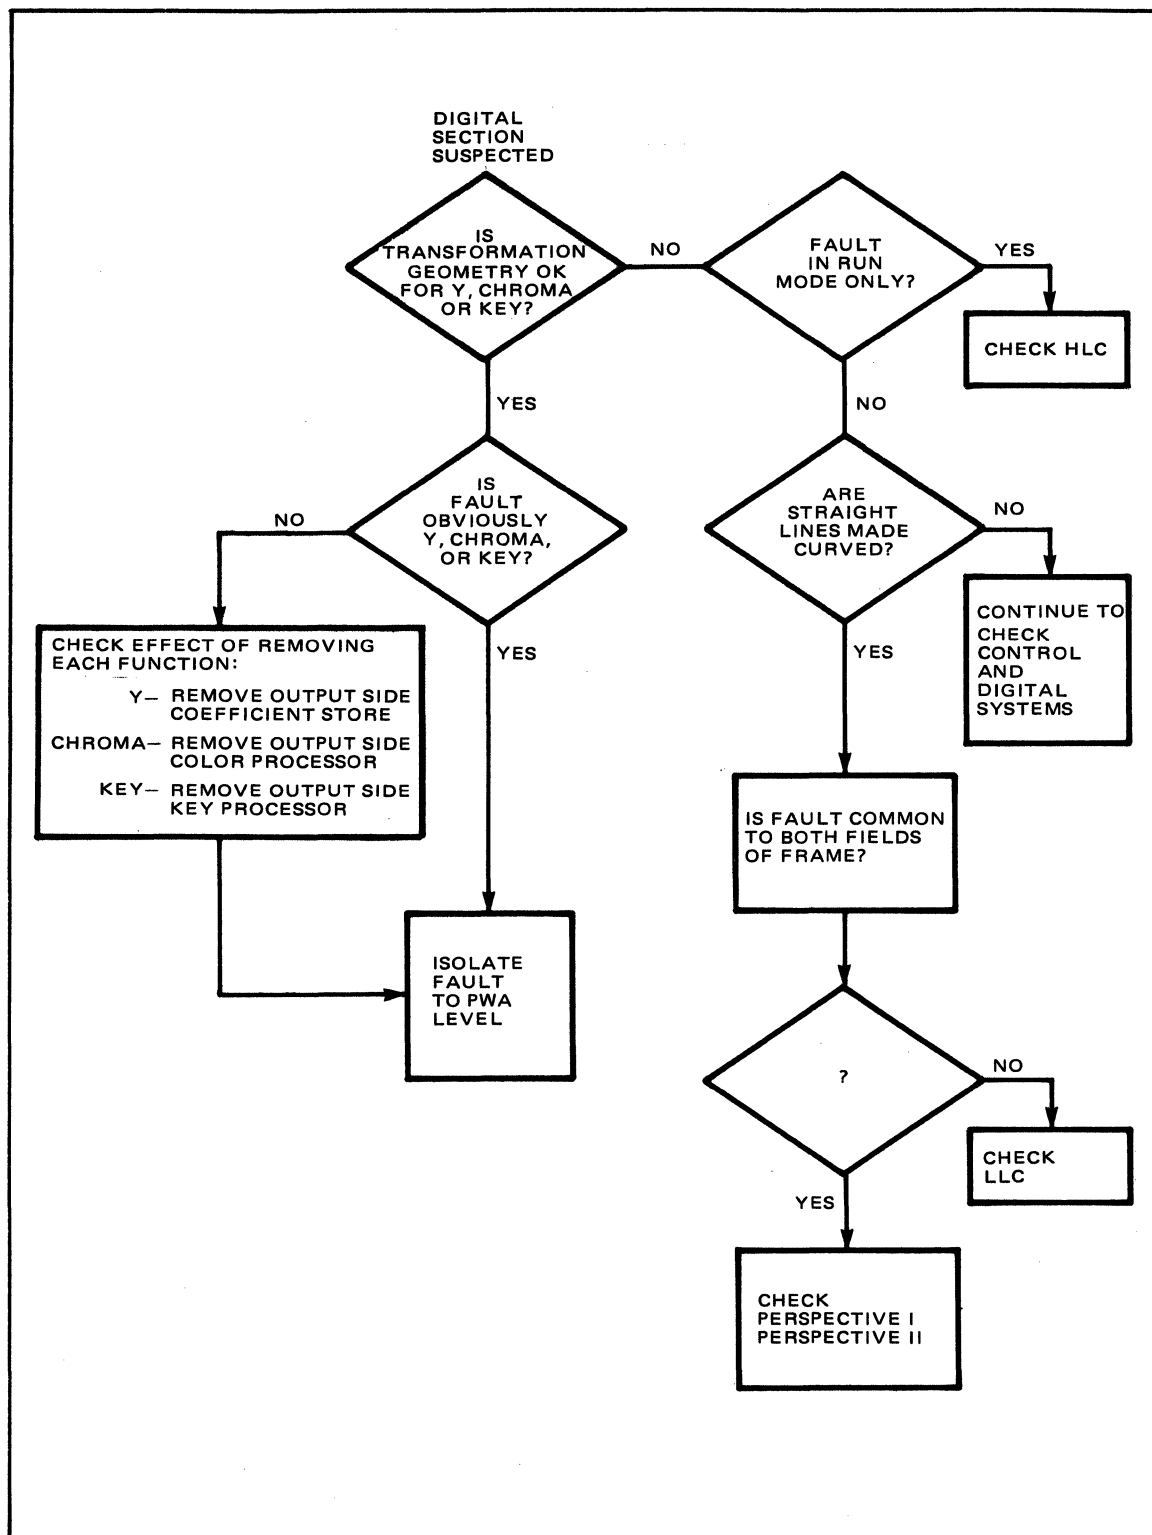 DIGITAL
SECTION
SUSPECTED
IS
TRANSFORMATION
GEOMETRY OK
FOR Y, CHROMA
OR KEY?
NO
FAULT
IN RUN
MODE ONLY?
YES
CHECK HLC
YES
NO
IS
FAULT
OBVIOUSLY
Y, CHROMA,
OR KEY?
NO
ARE
STRAIGHT
LINES MADE
CURVED?
NO
CHECK EFFECT OF REMOVING
EACH FUNCTION:
Y— REMOVE OUTPUT SIDE
COEFFICIENT STORE
CHROMA— REMOVE OUTPUT SIDE
COLOR PROCESSOR
KEY— REMOVE OUTPUT SIDE
KEY PROCESSOR
YES
YES
CONTINUE TO
CHECK
CONTROL
AND
DIGITAL
SYSTEMS
IS FAULT COMMON
TO BOTH FIELDS
OF FRAME?
ISOLATE
FAULT
TO PWA
LEVEL
?
NO
CHECK
LLC
YES
CHECK
PERSPECTIVE I
PERSPECTIVE II